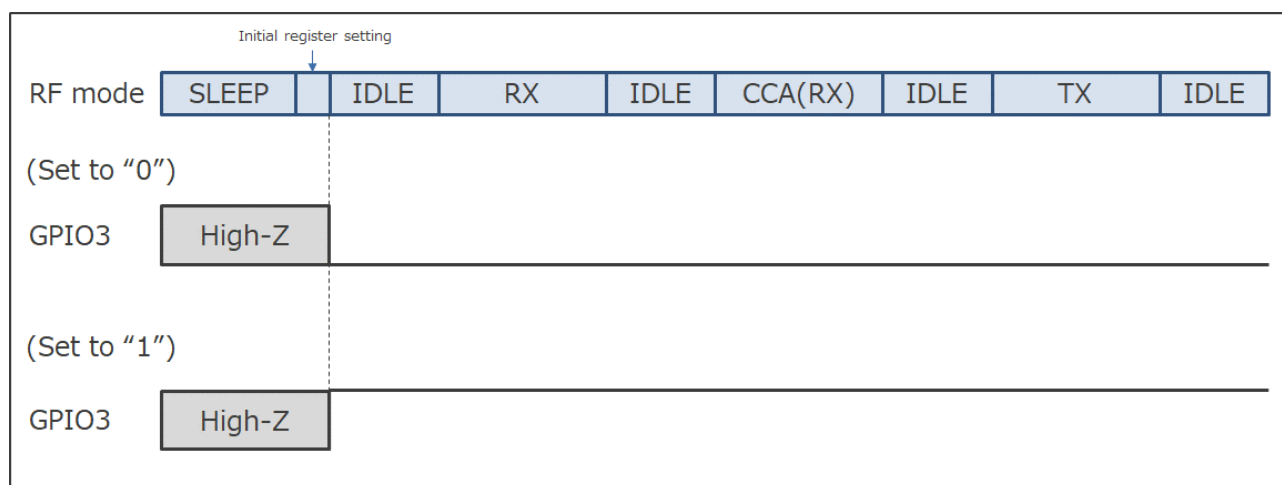 Initial register setting
RF mode SLEEP IDLE RX IDLE CCA(RX) IDLE TX IDLE
(Set to “0”)
GPIO3 High-Z
(Set to “1”)
GPIO3 High-Z